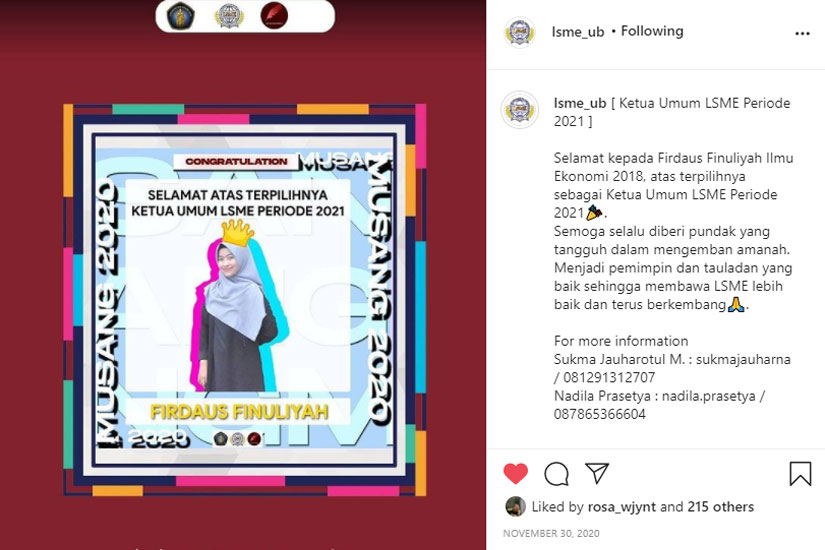 CONGRATULATION
MUSANG
SELAMAT ATAS TERPILIHNYA
KETUA UMUM LSME PERIODE 2021
MUSANG 2020
MUSANG 2020
FIRDAUS FINULIYAH
2020
lsme_ub • Following
lsme_ub [ Ketua Umum LSME Periode
2021 ]
Selamat kepada Firdaus Finuliyah Ilmu
Ekonomi 2018, atas terpilihnya
sebagai Ketua Umum LSME Periode
2021🎉.
Semoga selalu diberi pundak yang
tangguh dalam mengemban amanah.
Menjadi pemimpin dan tauladan yang
baik sehingga membawa LSME lebih
baik dan terus berkembang🙏.
For more information
Sukma Jauharotul M. : sukmajauharna
/ 081291312707
Nadila Prasetya : nadila.prasetya /
087865366604
Liked by rosa_wjynt and 215 others
NOVEMBER 30, 2020